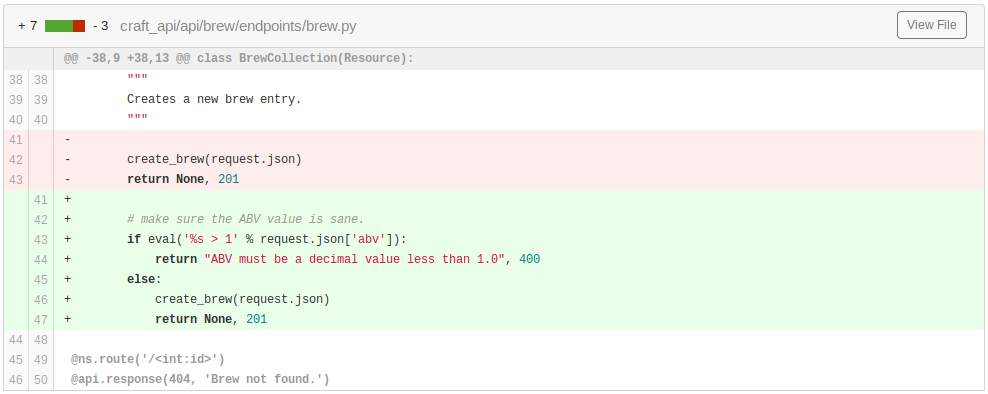 + 7 - 3 craft_api/api/brew/endpoints/brew.py View File
@@ -38,9 +38,13 @@ class BrewCollection(Resource):
38 38 """
39 39 Creates a new brew entry.
40 40 """
41 -
42 - create_brew(request.json)
43 - return None, 201
41 +
42 + # make sure the ABV value is sane.
43 + if eval('%s > 1' % request.json['abv']):
44 + return "ABV must be a decimal value less than 1.0", 400
45 + else:
46 + create_brew(request.json)
47 + return None, 201
44 48
45 49 @ns.route('/<int:id>')
46 50 @api.response(404, 'Brew not found.')